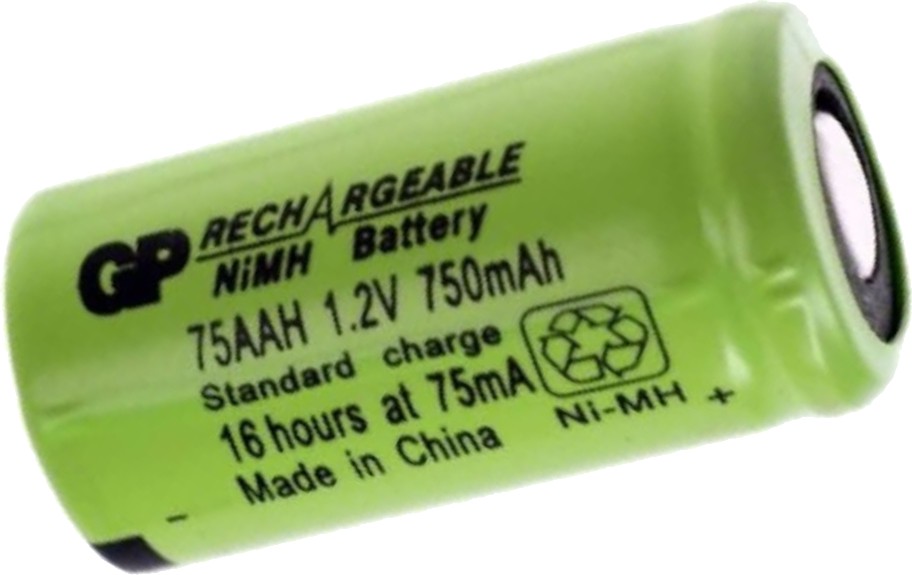 GP RECHARGEABLE
NiMH Battery
75AAH 1.2V 750mAh
Standard charge
16 hours at 75mA
Made in China
Ni-MH +
-